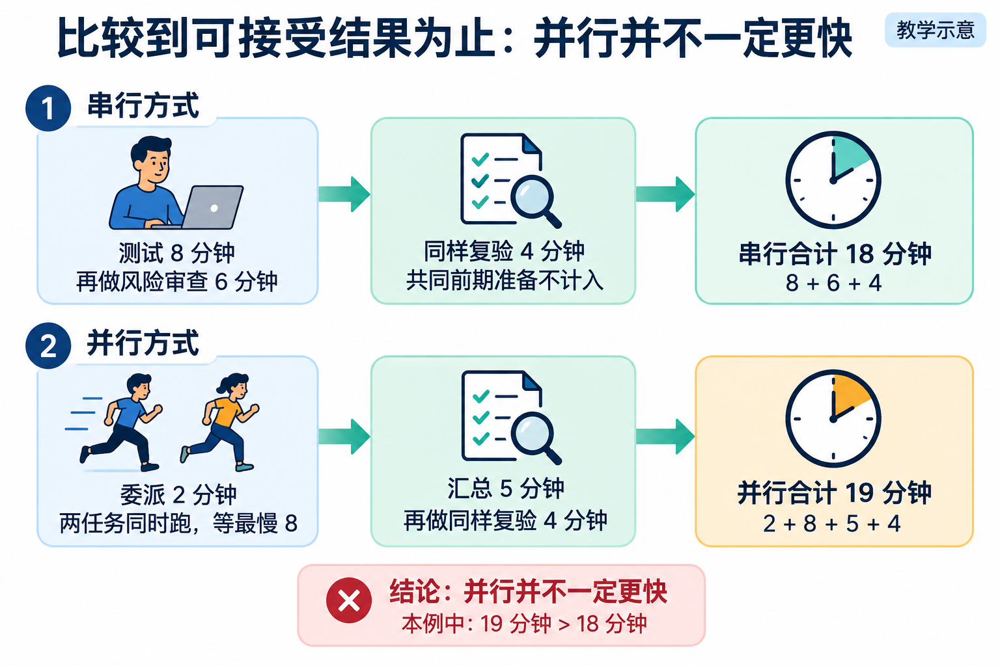 比较到可接受结果为止：并行并不一定更快
教学示意
1 串行方式
测试 8 分钟
再做风险审查 6 分钟
同样复验 4 分钟
共同前期准备不计入
串行合计 18 分钟
8 + 6 + 4
2 并行方式
委派 2 分钟
两任务同时跑，等最慢 8
汇总 5 分钟
再做同样复验 4 分钟
并行合计 19 分钟
2 + 8 + 5 + 4
结论：并行并不一定更快
本例中：19 分钟 > 18 分钟